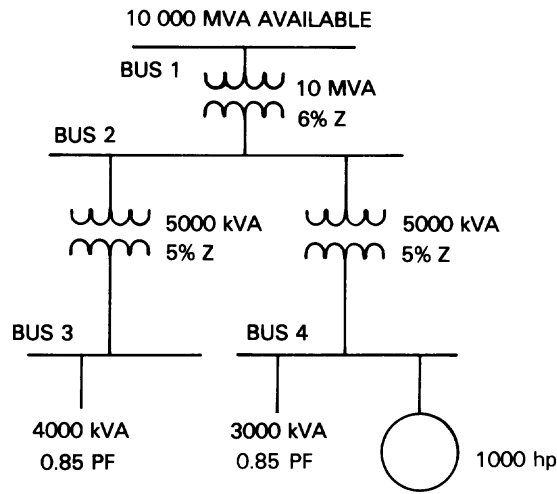 10 000 MVA AVAILABLE
BUS 1
10 MVA
6% Z
BUS 2
5000 kVA
5% Z
5000 kVA
5% Z
BUS 3
BUS 4
4000 kVA
0.85 PF
3000 kVA
0.85 PF
1000 hp